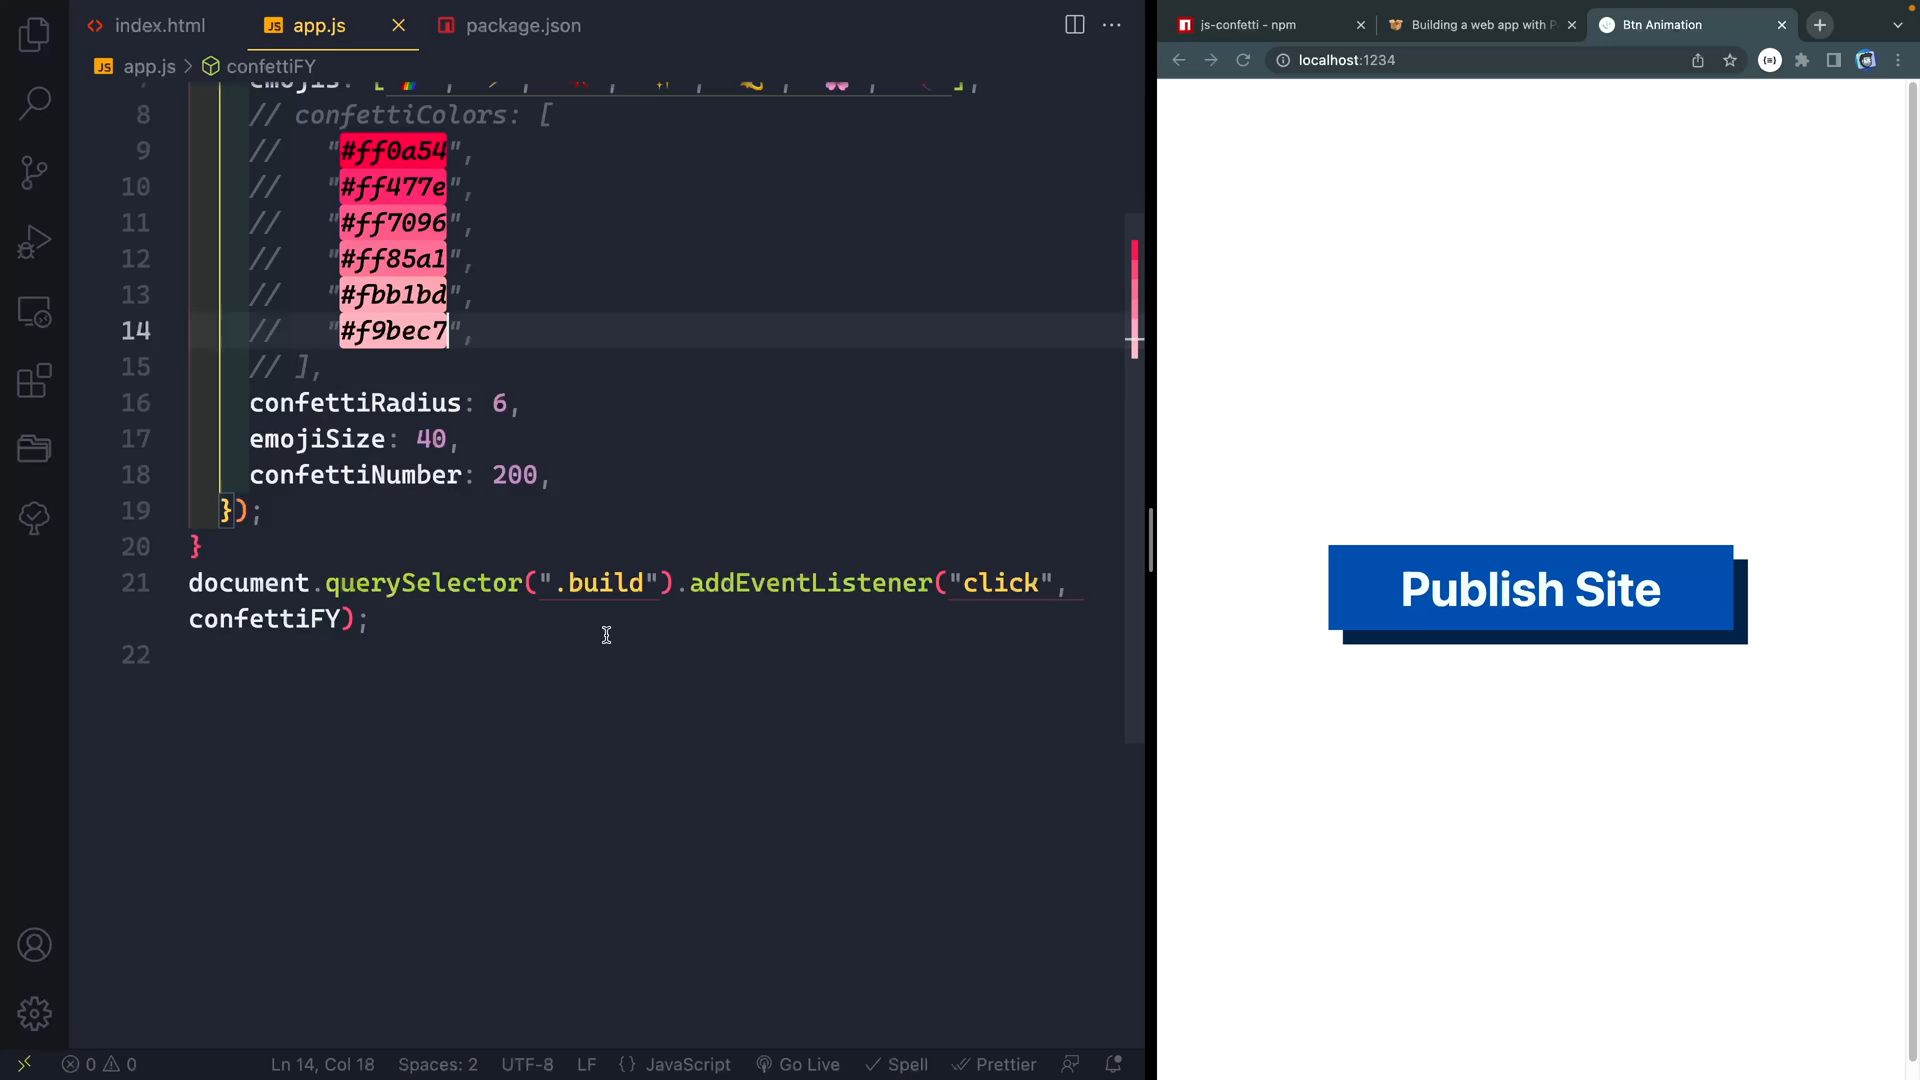 index.html
app.js
package.json
app.js > confettiFY
emojis: [
8 // confettiColors: [
9 // "#ff0a54",
10 // "#ff477e",
11 // "#ff7096",
12 // "#ff85a1",
13 // "#fbb1bd",
14 // "#f9bec7",
15 // ],
16 confettiRadius: 6,
17 emojiSize: 40,
18 confettiNumber: 200,
19 });
20 }
21 document.querySelector(".build").addEventListener("click",
confettiFY);
22
0 0
Ln 14, Col 18
Spaces: 2
UTF-8
LF
{} JavaScript
Go Live
Spell
Prettier
js-confetti - npm
Building a web app with P
Btn Animation
localhost:1234
Publish Site